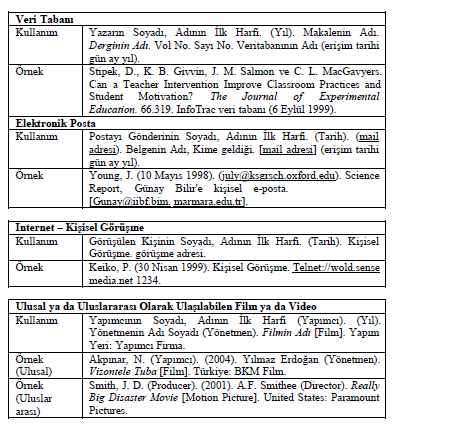 Veri Tabanı
Kullanım Yazarın Soyadı, Adının İlk Harfi. (Yıl). Makalenin Adı.
Derginin Adı. Vol No. Sayı No. Veritabanının Adı (erişim tarihi
gün ay yıl).
Örnek Stipek, D., K. B. Givvin, J. M. Salmon ve C. L. MacGavyers.
Can a Teacher Intervention Improve Classroom Practices and
Student Motivation? The Journal of Experimental
Education. 66.319. InfoTrac veri tabanı (6 Eylül 1999).
Elektronik Posta
Kullanım Postayı Gönderinin Soyadı, Adının İlk Harfi. (Tarih). (mail
adresi). Belgenin Adı, Kime geldiği. [mail adresi] (erişim tarihi
gün ay yıl).
Örnek Young, J. (10 Mayıs 1998). (julv@ksgrsch.oxford.edu). Science
Report, Günay Bilir'e kişisel e-posta.
[Gunay@iibf.bim. marmara.edu.tr].
Internet – Kişisel Görüşme
Kullanım Görüşülen Kişinin Soyadı, Adının İlk Harfi. (Tarih). Kişisel
Görüşme. görüşme adresi.
Örnek Keiko, P. (30 Nisan 1999). Kişisel Görüşme. Telnet://wold.sense
media.net 1234.
Ulusal ya da Uluslararası Olarak Ulaşılabilen Film ya da Video
Kullanım Yapımcının Soyadı, Adının İlk Harfi (Yapımcı). (Yıl).
Yönetmenin Adı Soyadı (Yönetmen). Filmin Adı [Film]. Yapım
Yeri: Yapımcı Firma.
Örnek Akpınar, N. (Yapımcı). (2004). Yılmaz Erdoğan (Yönetmen).
(Ulusal) Vizontele Tuba [Film]. Türkiye: BKM Film.
Örnek Smith, J. D. (Producer). (2001). A.F. Smithee (Director). Really
(Uluslar Big Disaster Movie [Motion Picture]. United States: Paramount
arası) Pictures.